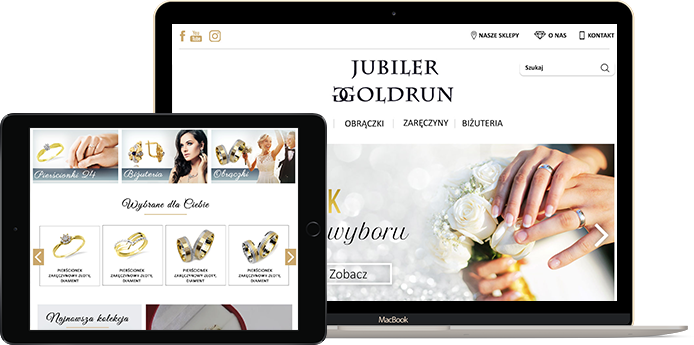 You
Tube
NASZE SKLEPY
O NAS
KONTAKT
JUBILER
GOLDRUN
Szukaj
OBRĄCZKI
ZARĘCZYNY
BIŻUTERIA
K
wyboru
Zobacz
Pierścionki 24
Biżuteria
Obrączki
Wybrane dla Ciebie
PIERŚCIONEK
ZARĘCZYNOWY ZŁOTY,
DIAMENT
PIERŚCIONEK
ZARĘCZYNOWY ZŁOTY,
DIAMENT
PIERŚCIONEK
ZARĘCZYNOWY ZŁOTY,
DIAMENT
PIERŚCIONEK
ZARĘCZYNOWY ZŁOTY,
DIAMENT
Najnowsza kolekcja
MacBook